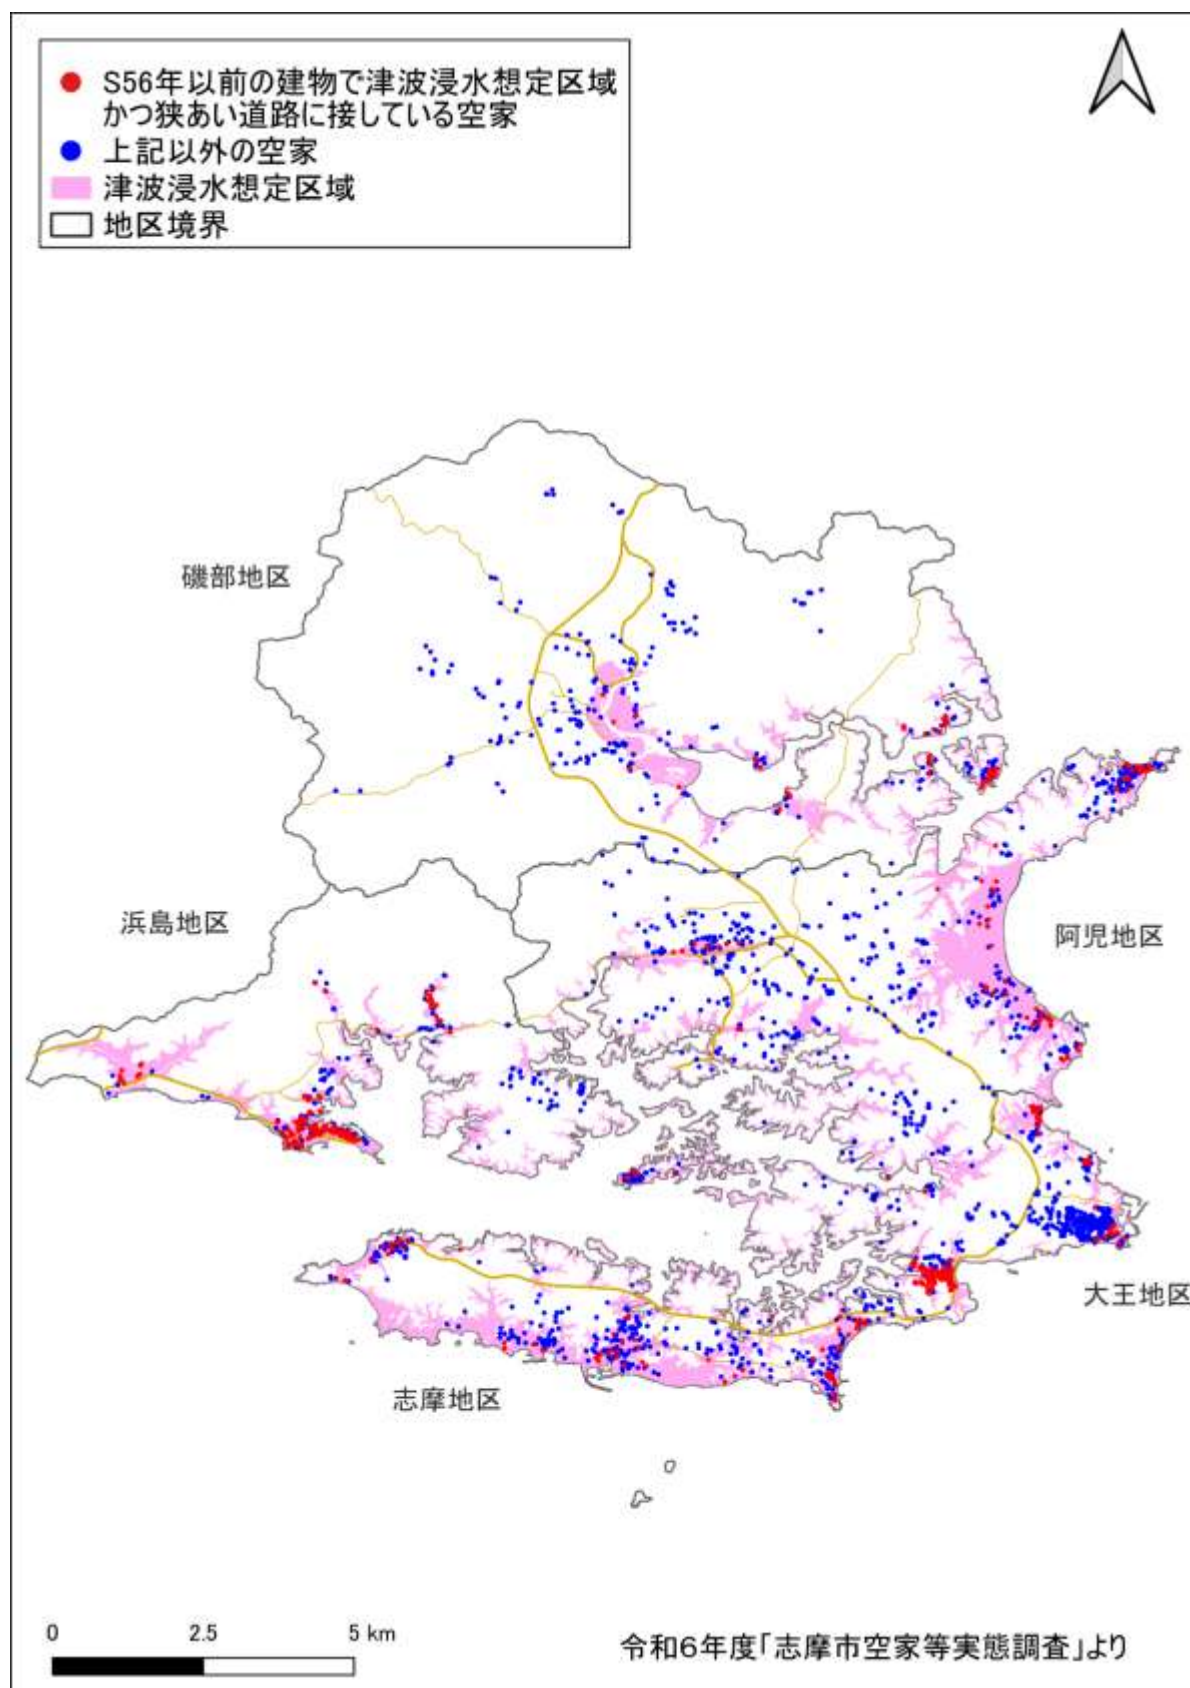 S56年以前の建物で津波浸水想定区域
かつ狭あい道路に接している空家
上記以外の空家
津波浸水想定区域
地区境界
磯部地区
浜島地区
阿児地区
大王地区
志摩地区
0 2.5 5 km
令和6年度「志摩市空家等実態調査」より